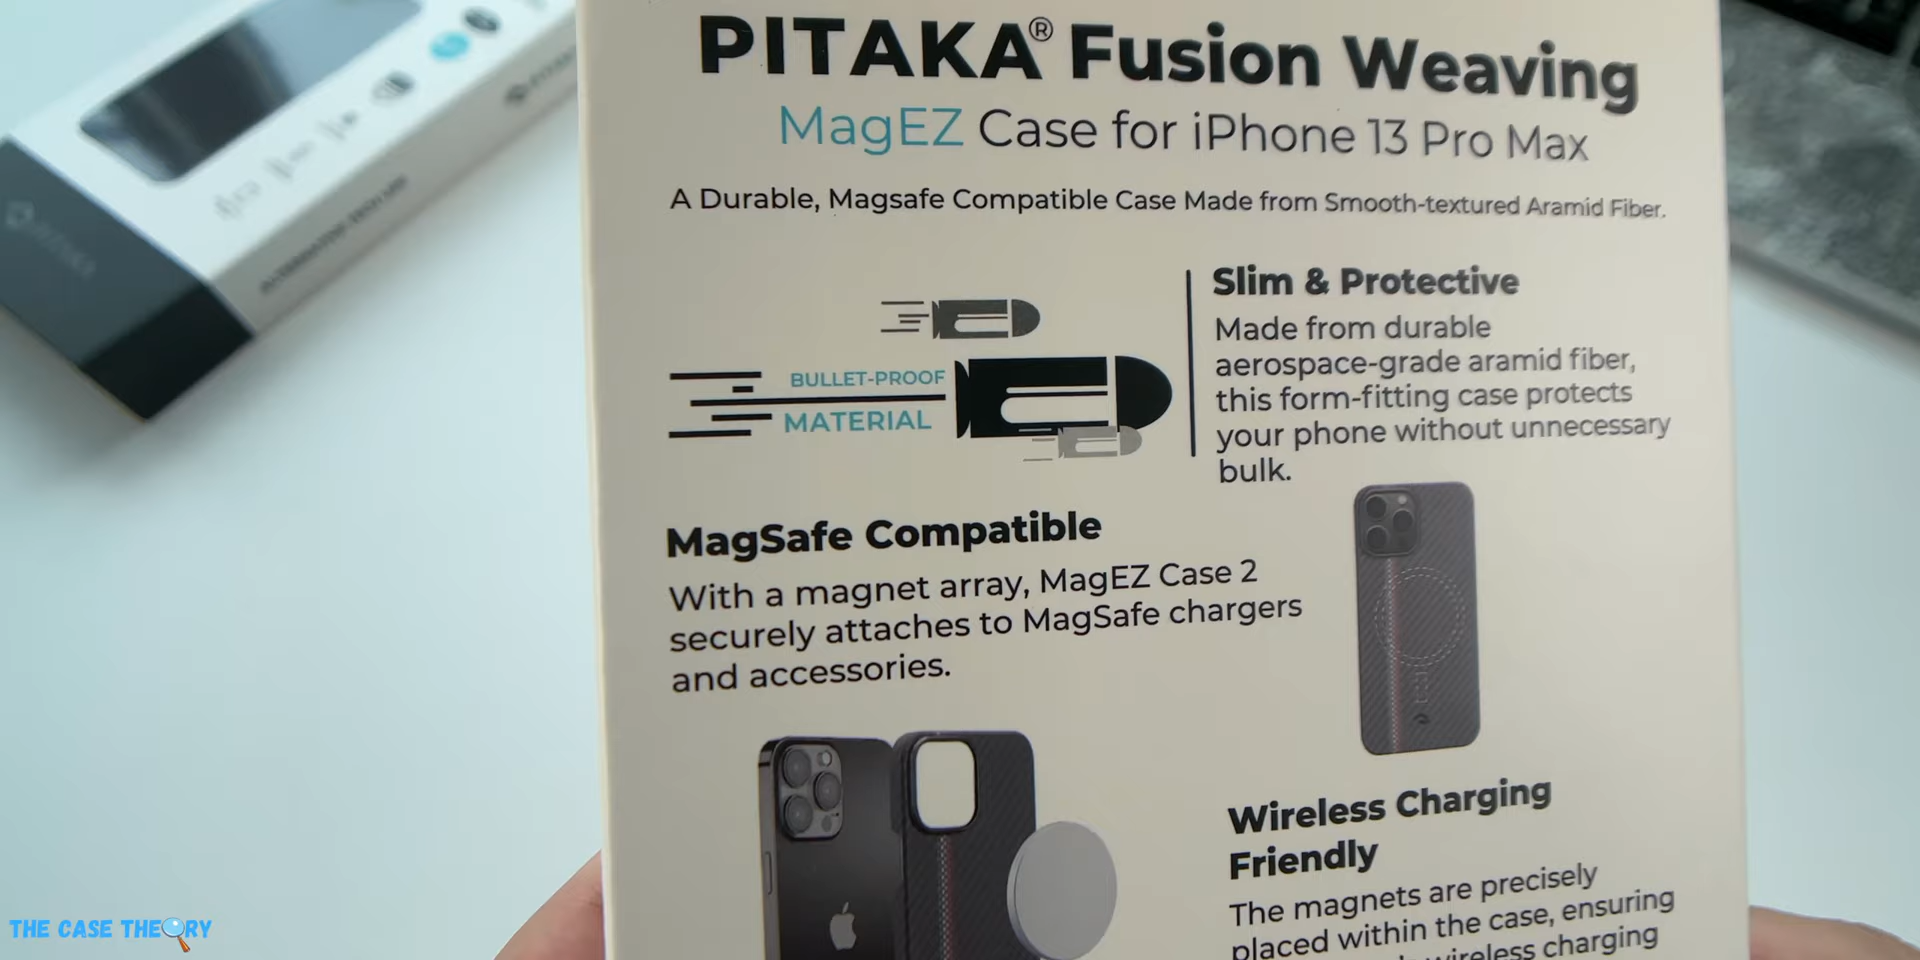 PITAKA® Fusion Weaving
MagEZ Case for iPhone 13 Pro Max
A Durable, Magsafe Compatible Case Made from Smooth-textured Aramid Fiber.
BULLET-PROOF
MATERIAL
Slim & Protective
Made from durable
aerospace-grade aramid fiber,
this form-fitting case protects
your phone without unnecessary
bulk.
MagSafe Compatible
With a magnet array, MagEZ Case 2
securely attaches to MagSafe chargers
and accessories.
Wireless Charging
Friendly
The magnets are precisely
placed within the case, ensuring
wireless charging
THE CASE THEORY